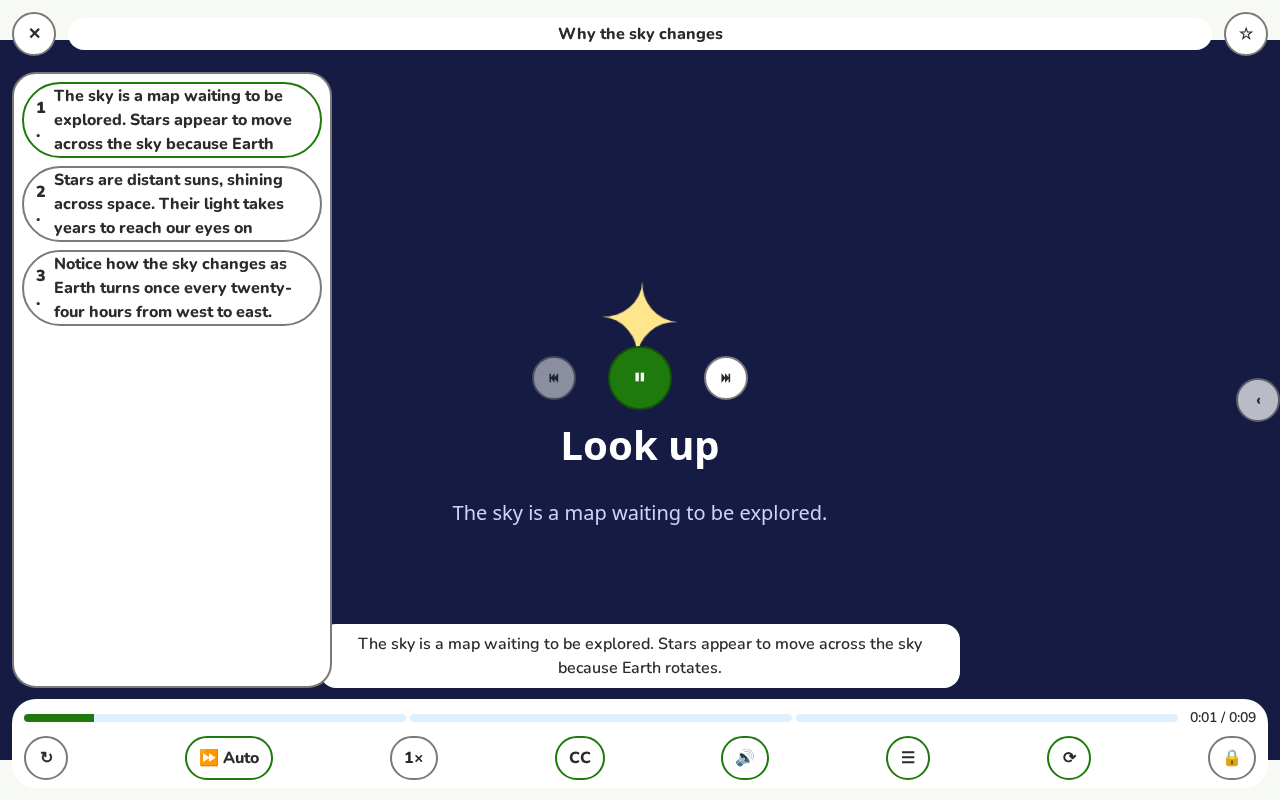 Why the sky changes
1.
The sky is a map waiting to be
explored. Stars appear to move
across the sky because Earth
2.
Stars are distant suns, shining
across space. Their light takes
years to reach our eyes on
3.
Notice how the sky changes as
Earth turns once every twenty-
four hours from west to east.
Look up
The sky is a map waiting to be explored.
The sky is a map waiting to be explored. Stars appear to move across the sky
because Earth rotates.
0:01 / 0:09
Auto
1×
CC